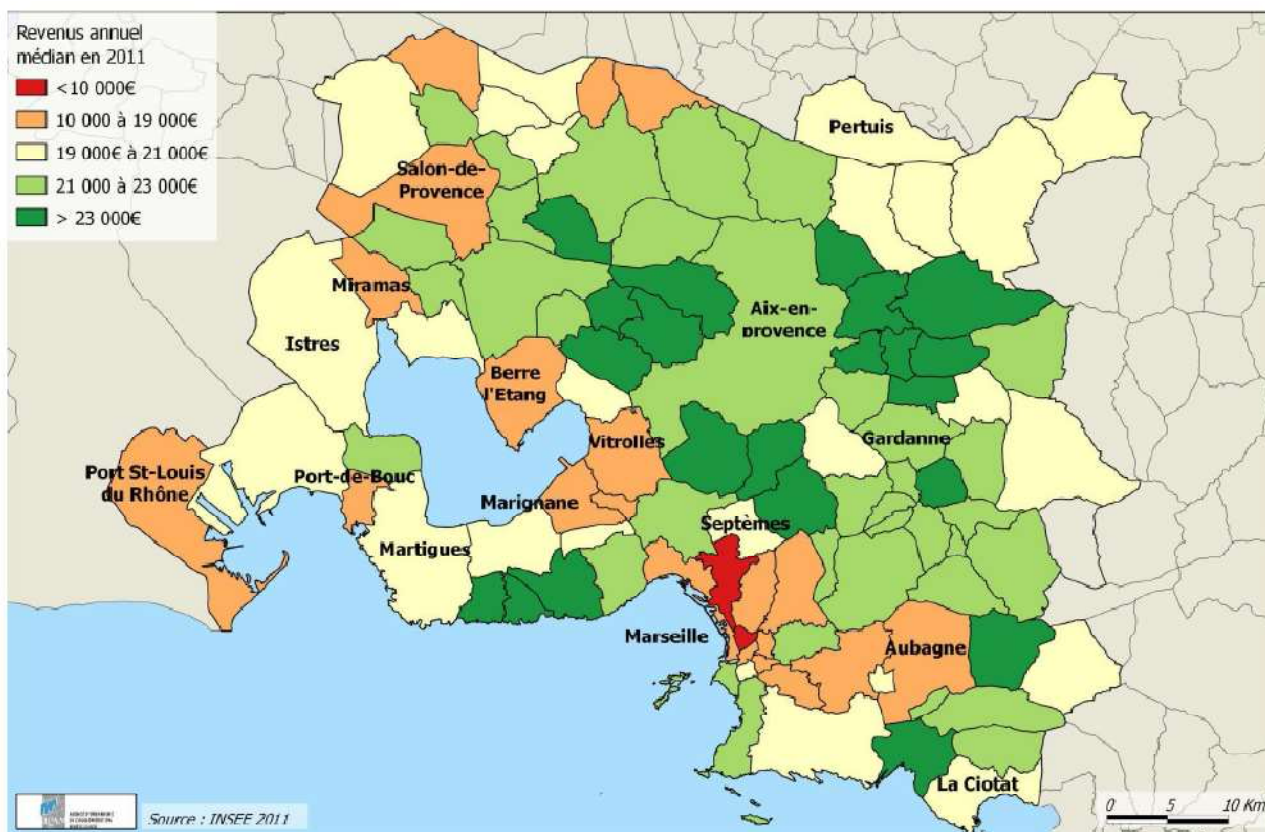 Revenus annuel
médian en 2011
<10 000€
10 000 à 19 000€
19 000€ à 21 000€
21 000 à 23 000€
> 23 000€
Pertuis
Salon-de-
Provence
Miramas
Aix-en-
provence
Istres
Berre
l'Etang
Vitrolles
Gardanne
Port St-Louis
du Rhône
Port-de-Bouc
Marignane
Septèmes
Martigues
Marseille
Aubagne
La Ciotat
Source : INSEE 2011
0 5 10 Km